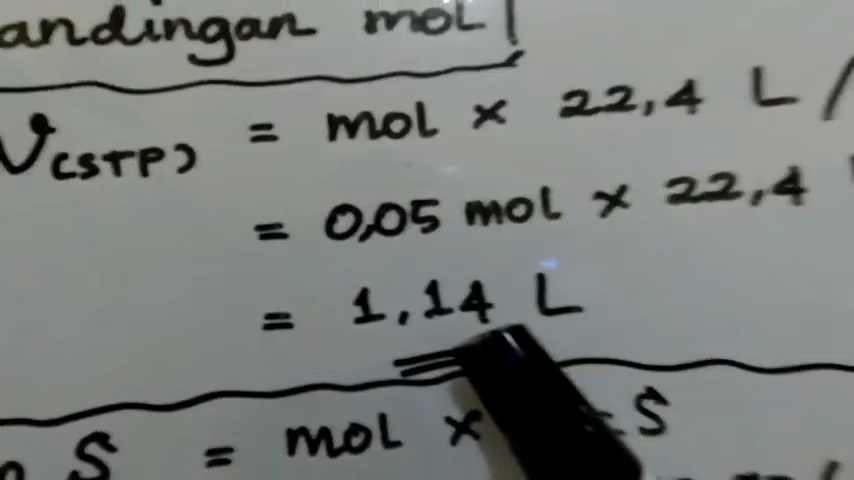 andingan mol
V(STP) = mol × 22,4 L /
= 0,05 mol × 22,4
= 1,14 L
S = mol × S